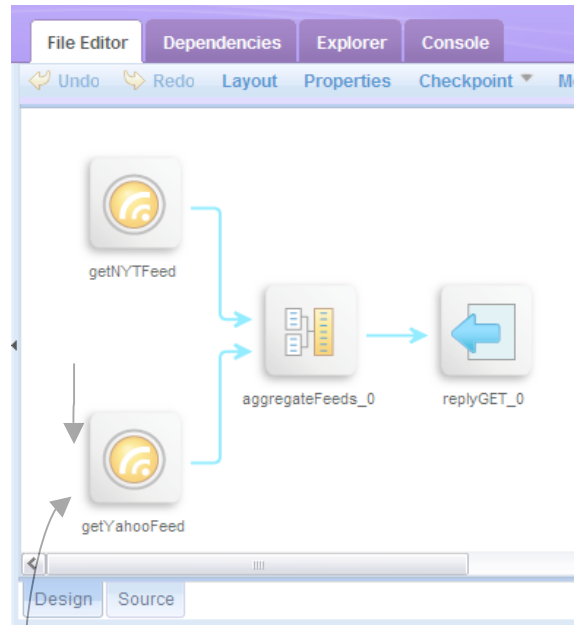 File Editor Dependencies Explorer Console
Undo Redo Layout Properties Checkpoint
getNYTFeed
aggregateFeeds_0 replyGET_0
getYahooFeed
Design Source